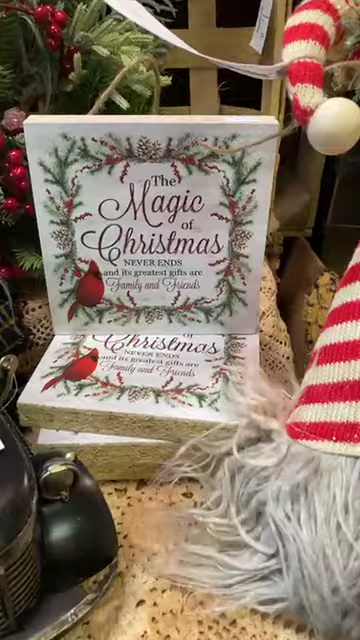 The
Magic
of
Christmas
NEVER ENDS
and its greatest gifts are
Family and Friends
of
Christmas
NEVER ENDS
and its greatest gifts are
Family and Friends